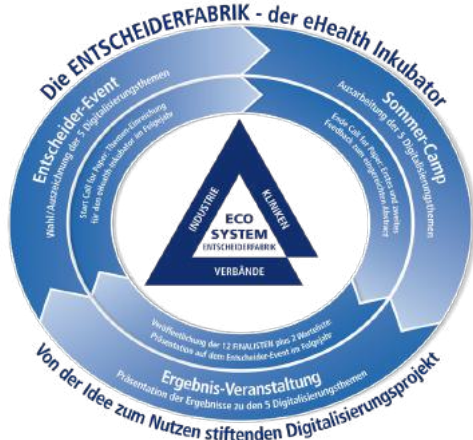 Die ENTSCHEIDERFABRIK - der eHealth Inkubator
Entscheider-Event
Wahl/Auszeichnung der 5 Digitalisierungsthemen
Start Call for Paper: Themen-Einreichung
für den eHealth-Inkubator im Folgejahr
Sommer-Camp
Ausarbeitung der 5 Digitalisierungsthemen
Ende Call for Paper: Erstes und zweites
Feedback zum eingereichten Abstract
INDUSTRIE
KLINIKEN
ECO
SYSTEM
ENTSCHEIDERFABRIK
VERBÄNDE
Veröffentlichung der 12 FINALISTEN plus 2 Warteliste:
Präsentation auf dem Entscheider-Event im Folgejahr
Ergebnis-Veranstaltung
Präsentation der Ergebnisse zu den 5 Digitalisierungsthemen
Von der Idee zum Nutzen stiftenden Digitalisierungsprojekt